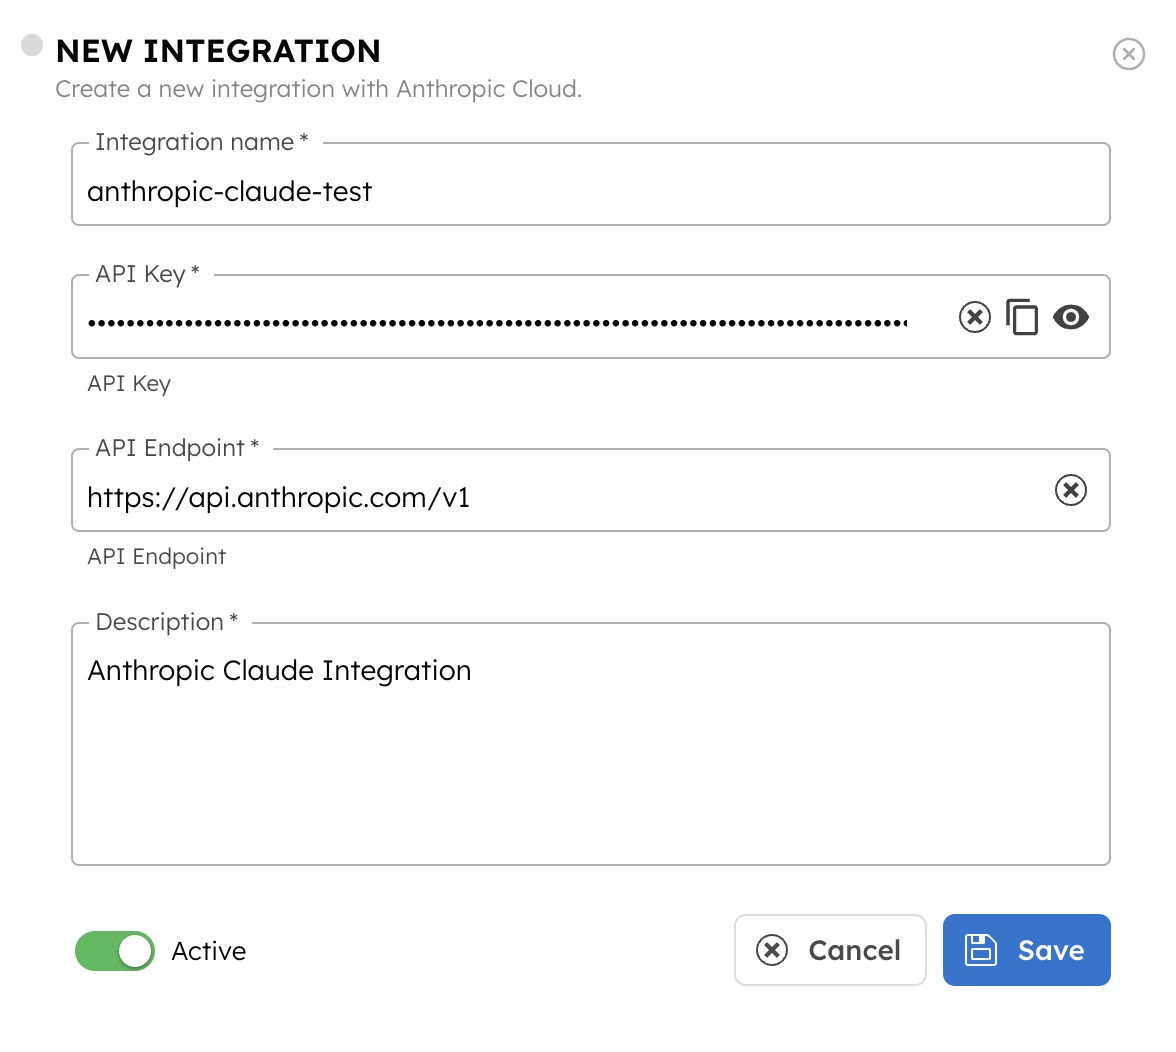 NEW INTEGRATION
Create a new integration with Anthropic Cloud.
Integration name *
anthropic-claude-test
API Key *
API Key
API Endpoint *
https://api.anthropic.com/v1
API Endpoint
Description *
Anthropic Claude Integration
Active
Cancel
Save